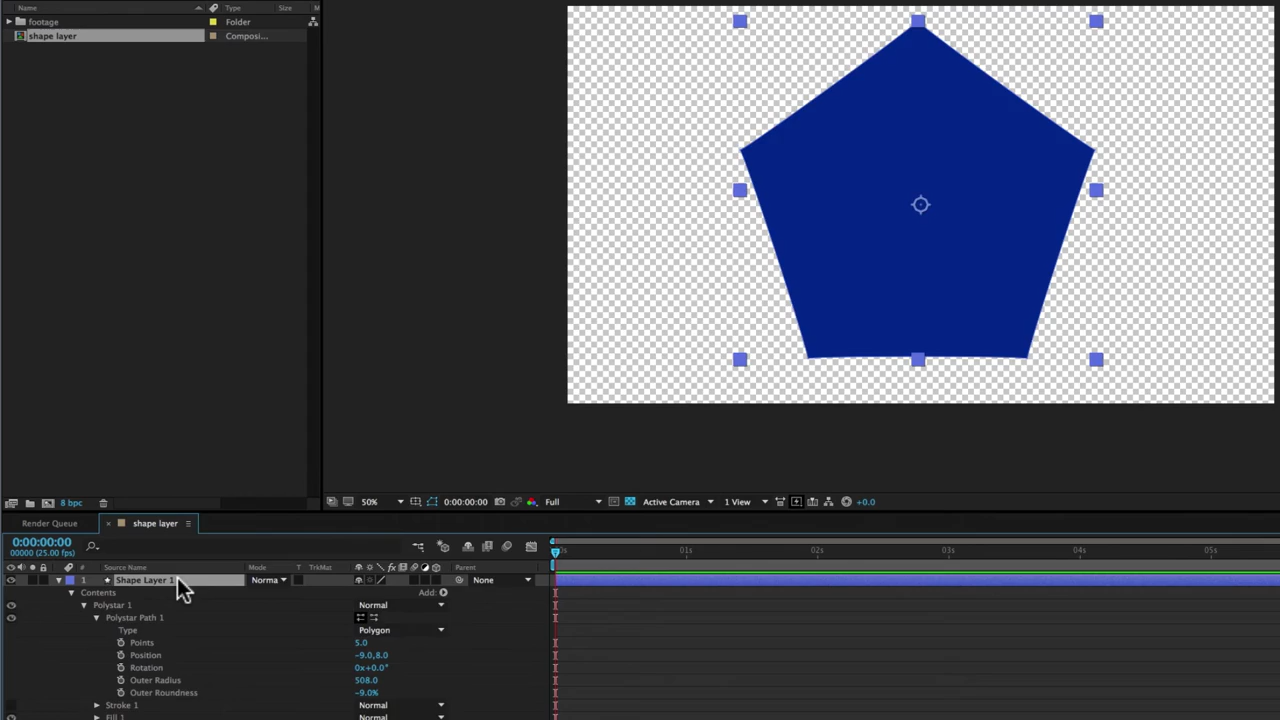 Name Type Size M
footage Folder
shape layer Composi...
8 bpc
50% 0:00:00:00 Full Active Camera 1 View +0.0
Render Queue × shape layer
0:00:00:00
00000 (25.00 fps)
:00s 01s 02s 03s 04s 05s
# Source Name Mode T TrkMat Parent
1 Shape Layer 1 Norma None
Contents Add:
Polystar 1 Normal
Polystar Path 1
Type Polygon
Points 5.0
Position -9.0,8.0
Rotation 0x+0.0°
Outer Radius 508.0
Outer Roundness -9.0%
Stroke 1 Normal
Fill 1 Normal